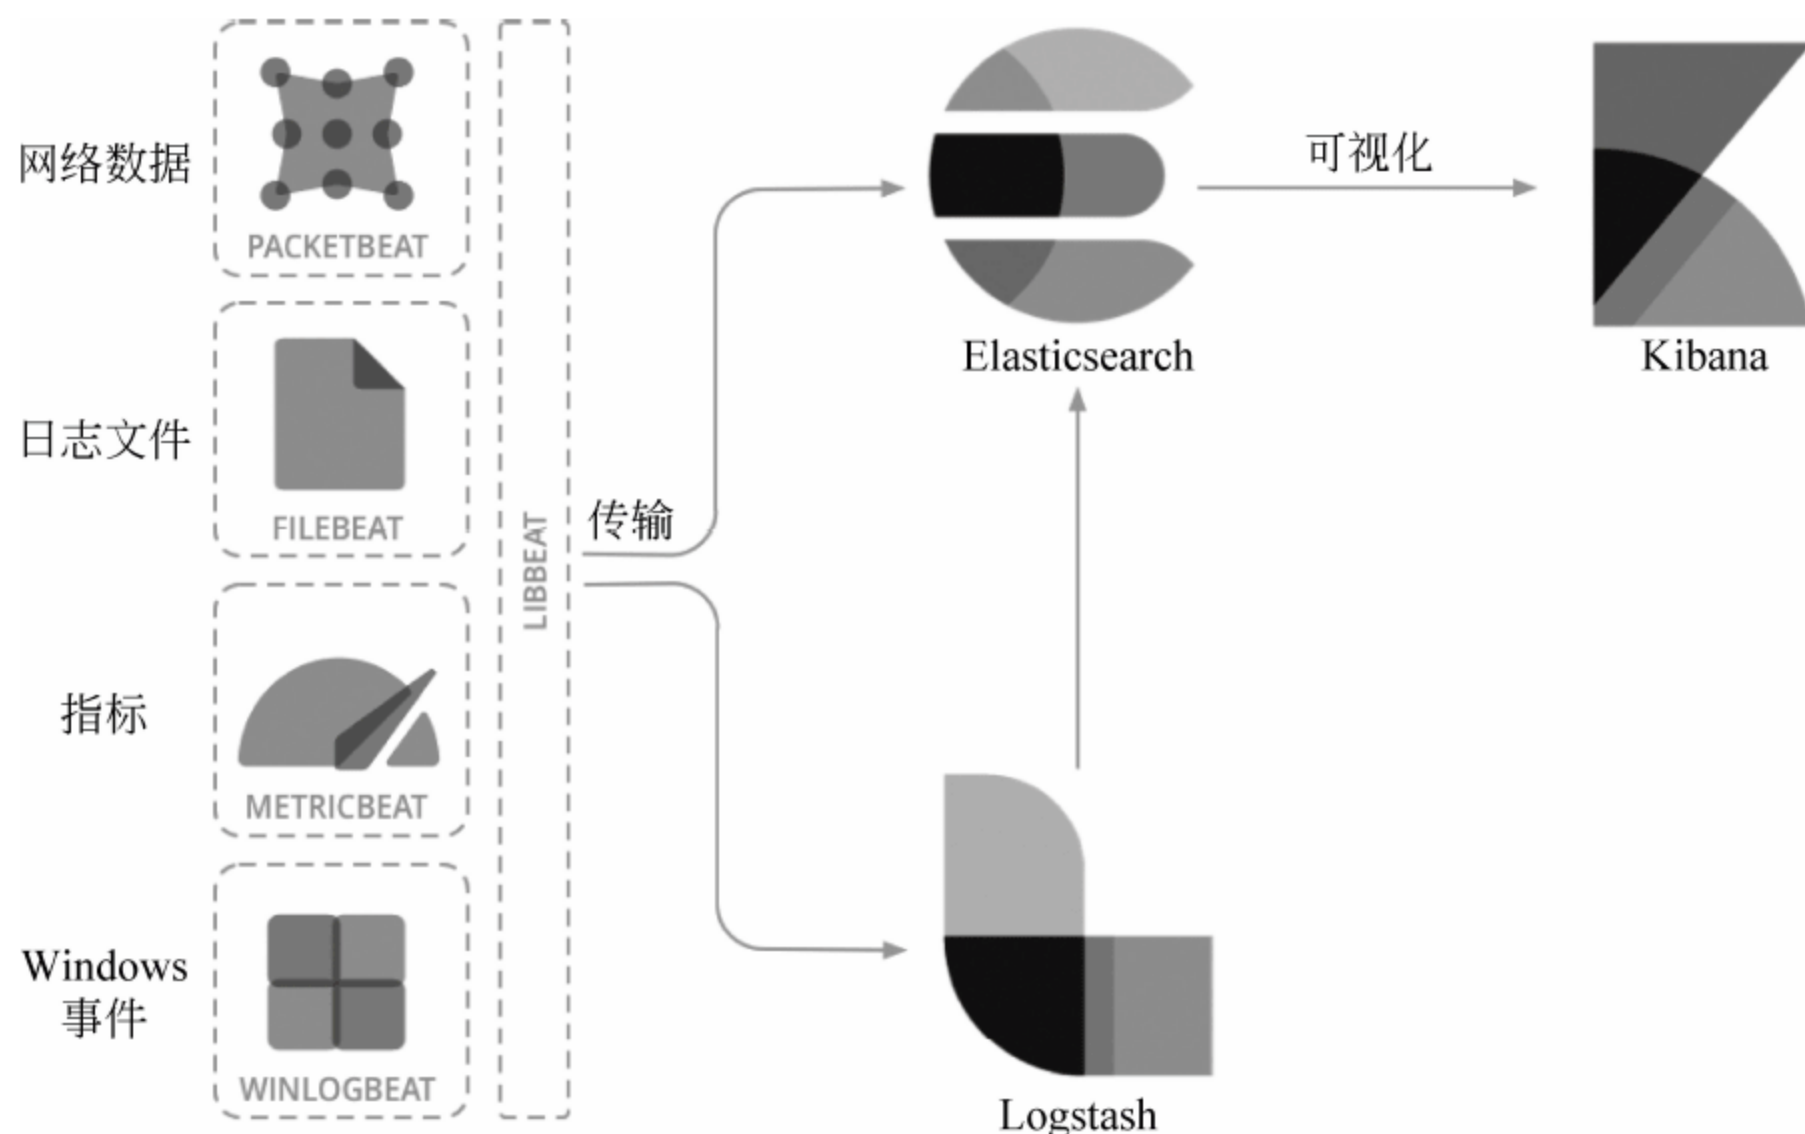 网络数据
PACKETBEAT
日志文件
FILEBEAT
指标
METRICBEAT
Windows
事件
WINLOGBEAT
LIBBEAT
传输
Elasticsearch
可视化
Kibana
Logstash